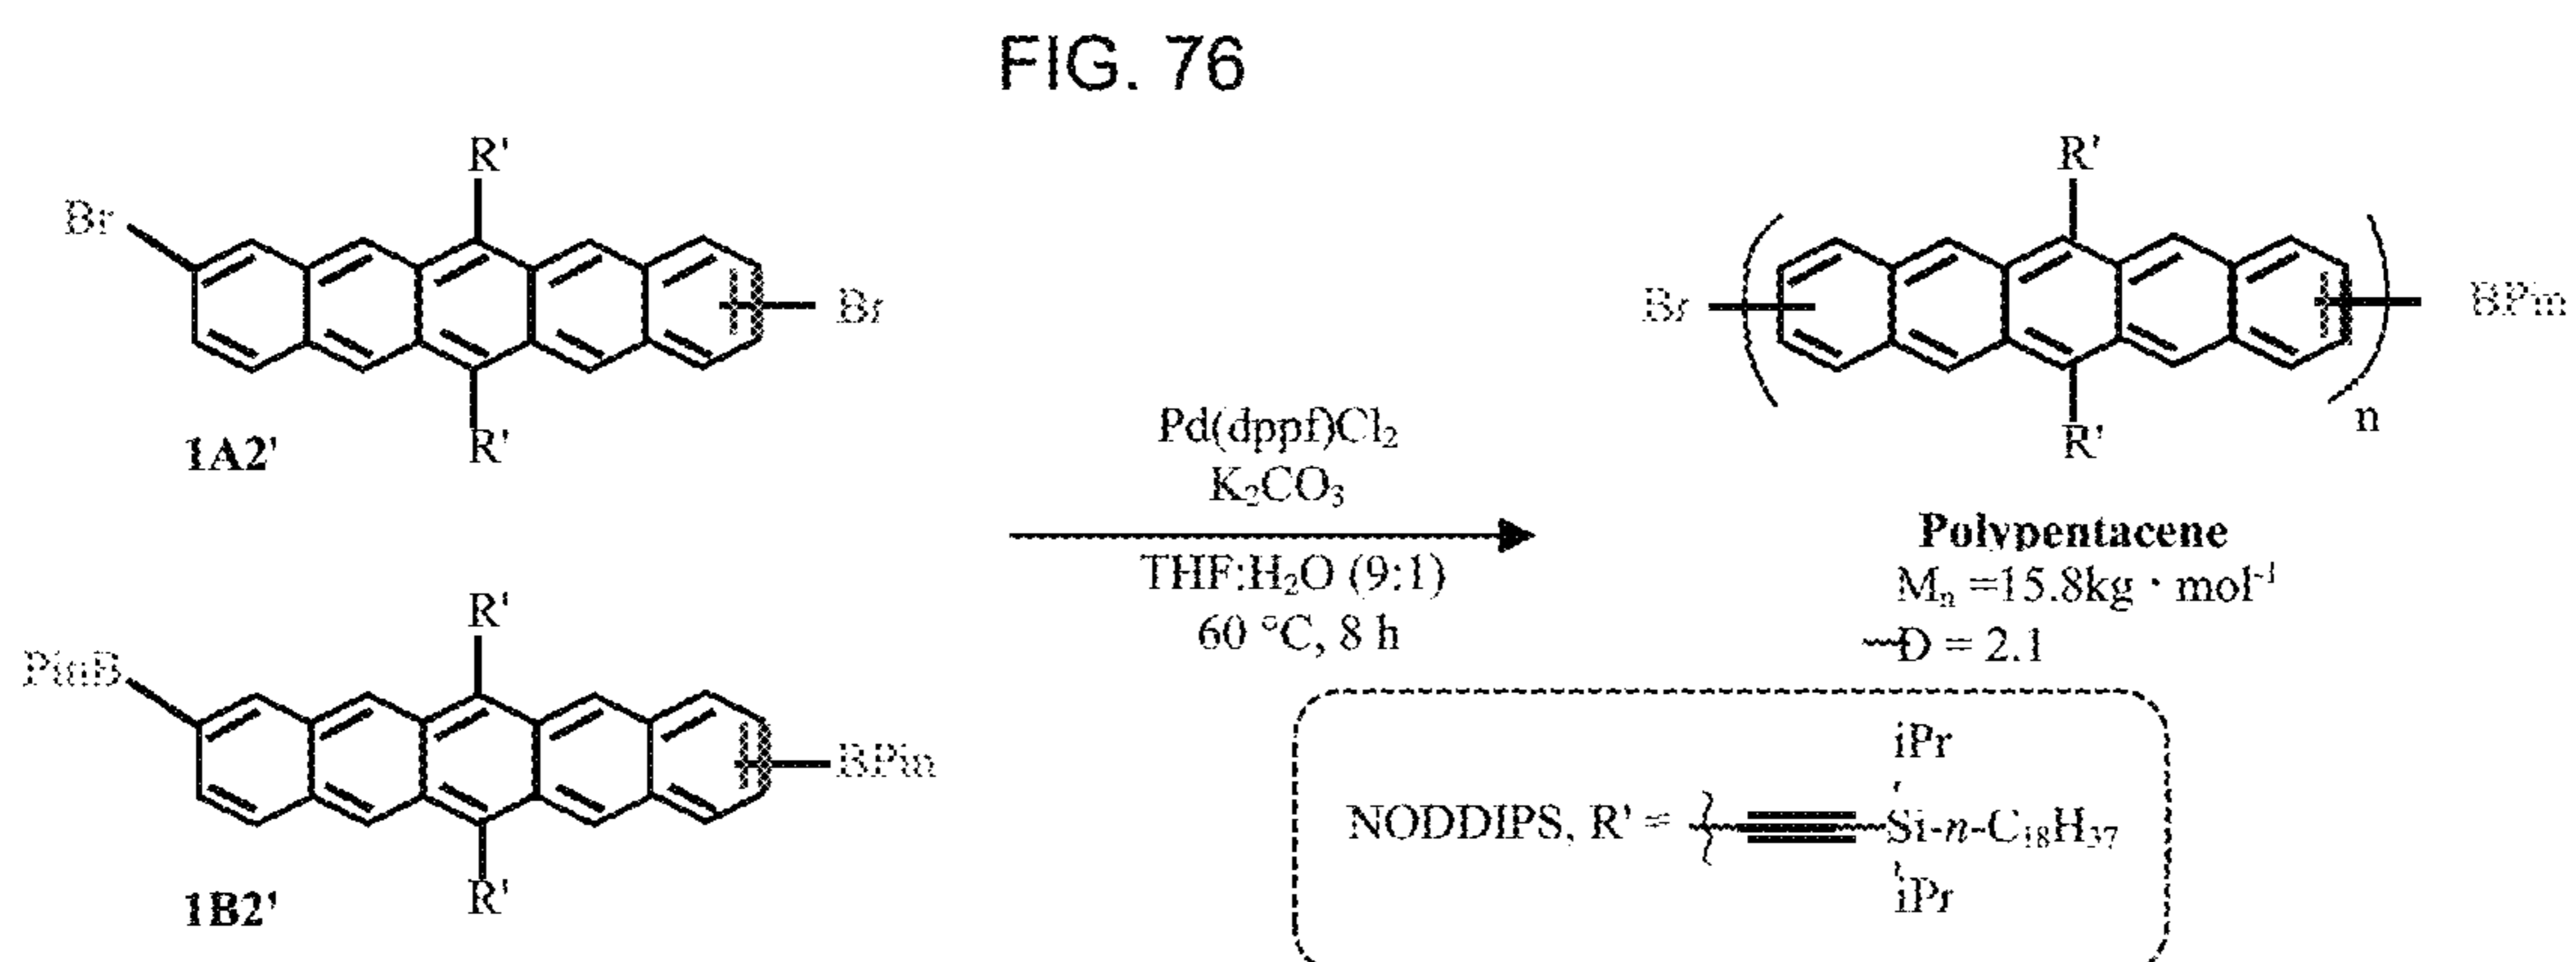 FIG. 76
R'
Br
Br
R'
1A2'
R'
PinB
BPin
R'
1B2'
Pd(dppf)Cl₂
K₂CO₃
THF:H₂O (9:1)
60 °C, 8 h
R'
Br
BPin
n
R'
Polypentacene
Mₙ =15.8kg · mol⁻¹
Đ = 2.1
iPr
NODDIPS, R' = Si-n-C₁₈H₃₇
iPr